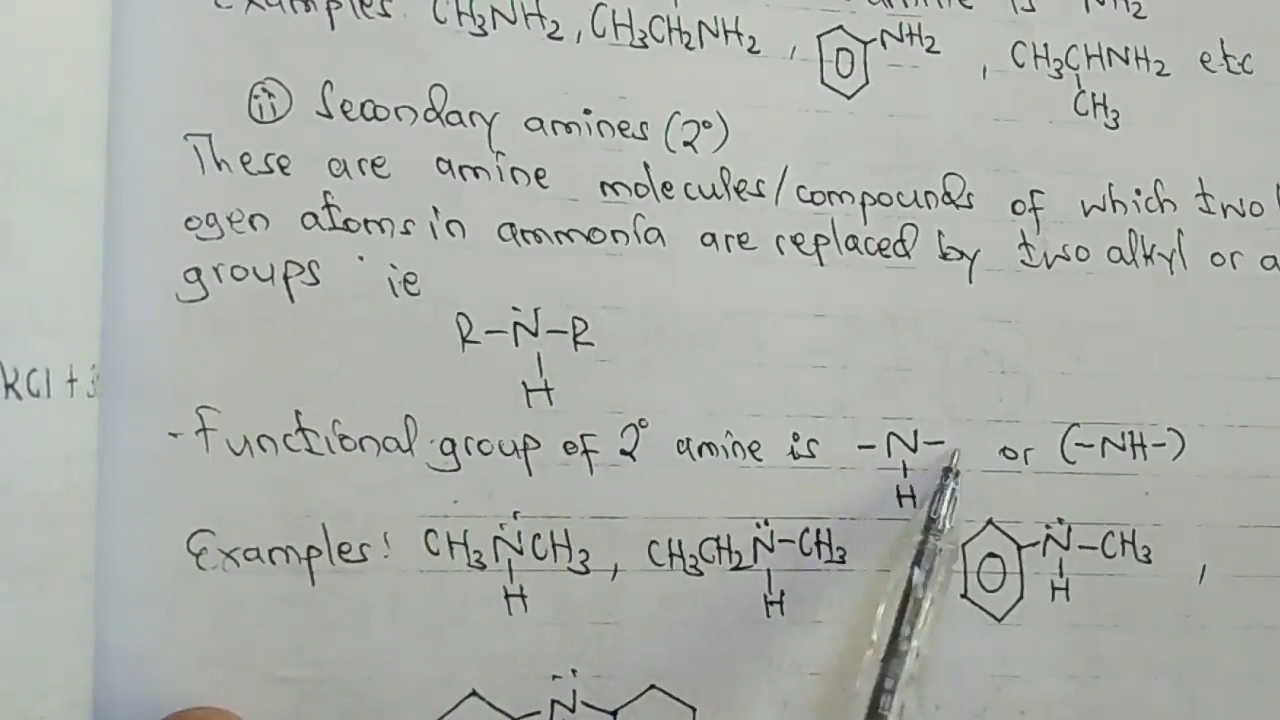 Examples CH3NH2, CH3CH2NH2, NH2, CH3CHNH2 etc
CH3
(ii) Secondary amines (2°)
These are amine molecules/compounds of which two
ogen atoms in ammonia are replaced by two alkyl or a
groups ie
R-N-R
H
- Functional group of 2° amine is -N- or (-NH-)
H
Examples: CH3NCH3, CH3CH2N-CH3 N-CH3,
H H H
N
KCl +